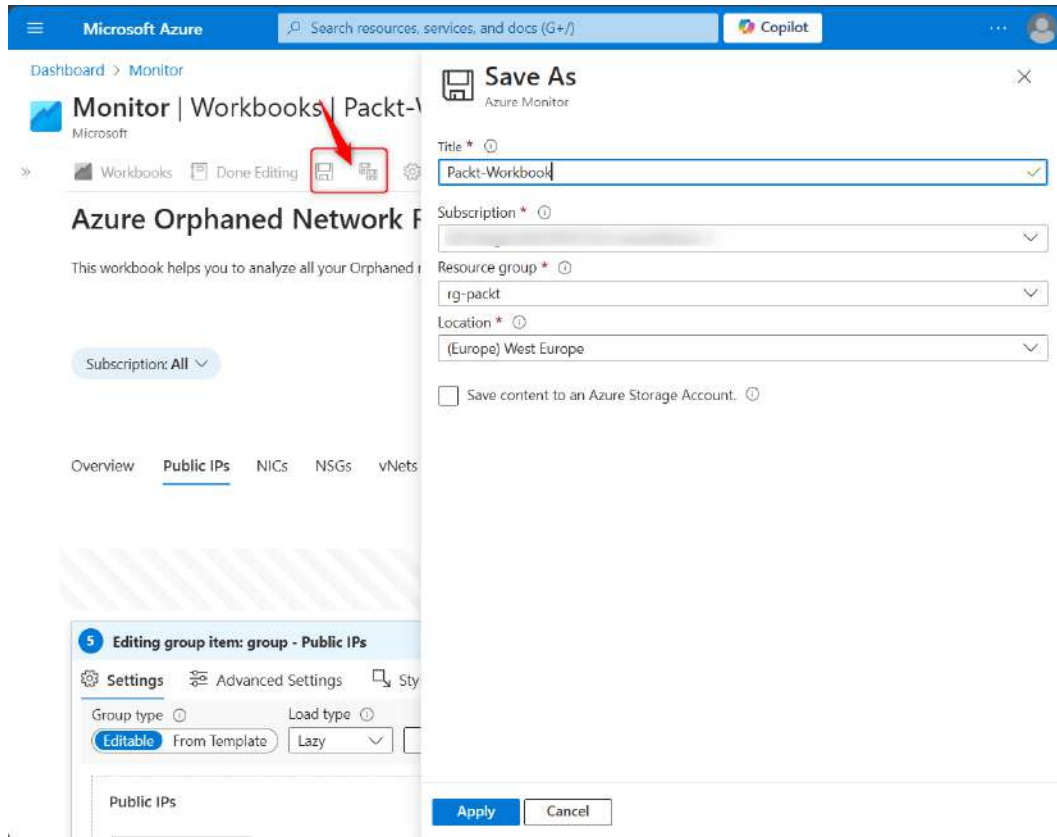 Microsoft Azure
Search resources, services, and docs (G+/)
Copilot
Dashboard > Monitor
Monitor | Workbooks | Packt-
Microsoft
Workbooks
Done Editing
Azure Orphaned Network
This workbook helps you to analyze all your Orphaned
Subscription: All
Overview
Public IPs
NICs
NSGs
vNets
5
Editing group item: group - Public IPs
Settings
Advanced Settings
Sty
Group type
Load type
Editable
From Template
Lazy
Public IPs
Save As
Azure Monitor
Title *
Packt-Workbook
Subscription *
Resource group *
rg-packt
Location *
(Europe) West Europe
Save content to an Azure Storage Account.
Apply
Cancel